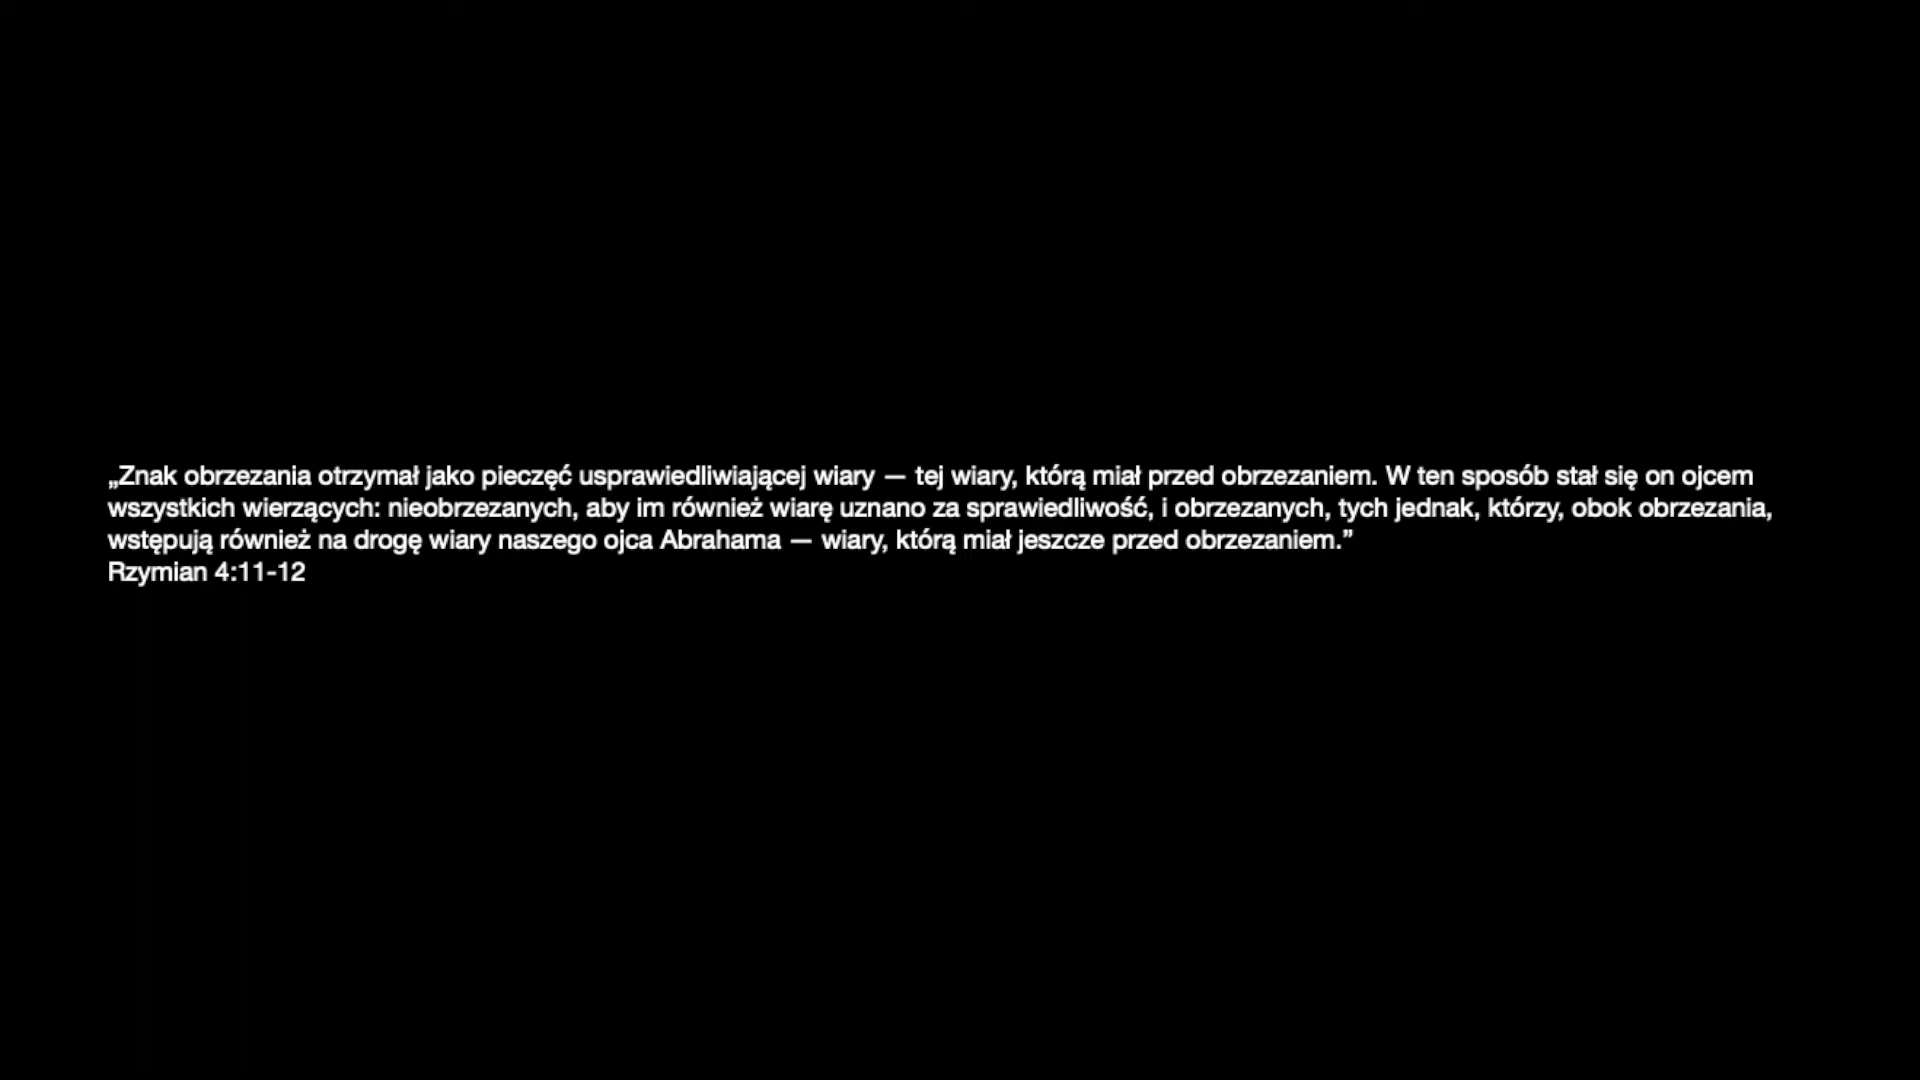 „Znak obrzezania otrzymał jako pieczęć usprawiedliwiającej wiary — tej wiary, którą miał przed obrzezaniem. W ten sposób stał się on ojcem
wszystkich wierzących: nieobrzezanych, aby im również wiarę uznano za sprawiedliwość, i obrzezanych, tych jednak, którzy, obok obrzezania,
wstępują również na drogę wiary naszego ojca Abrahama — wiary, którą miał jeszcze przed obrzezaniem.”
Rzymian 4:11-12